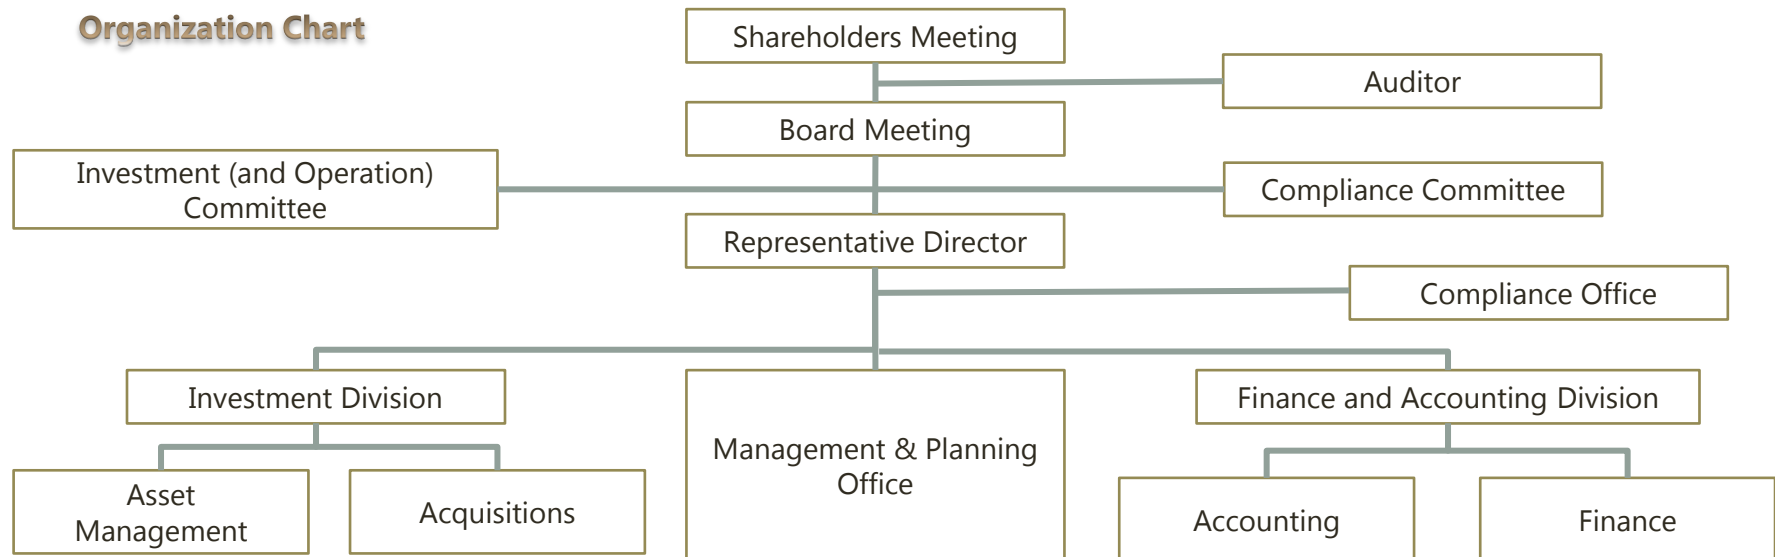 Organization Chart
Shareholders Meeting
Auditor
Board Meeting
Investment (and Operation)
Committee
Compliance Committee
Representative Director
Compliance Office
Investment Division
Finance and Accounting Division
Management & Planning
Office
Asset
Management
Acquisitions
Accounting
Finance